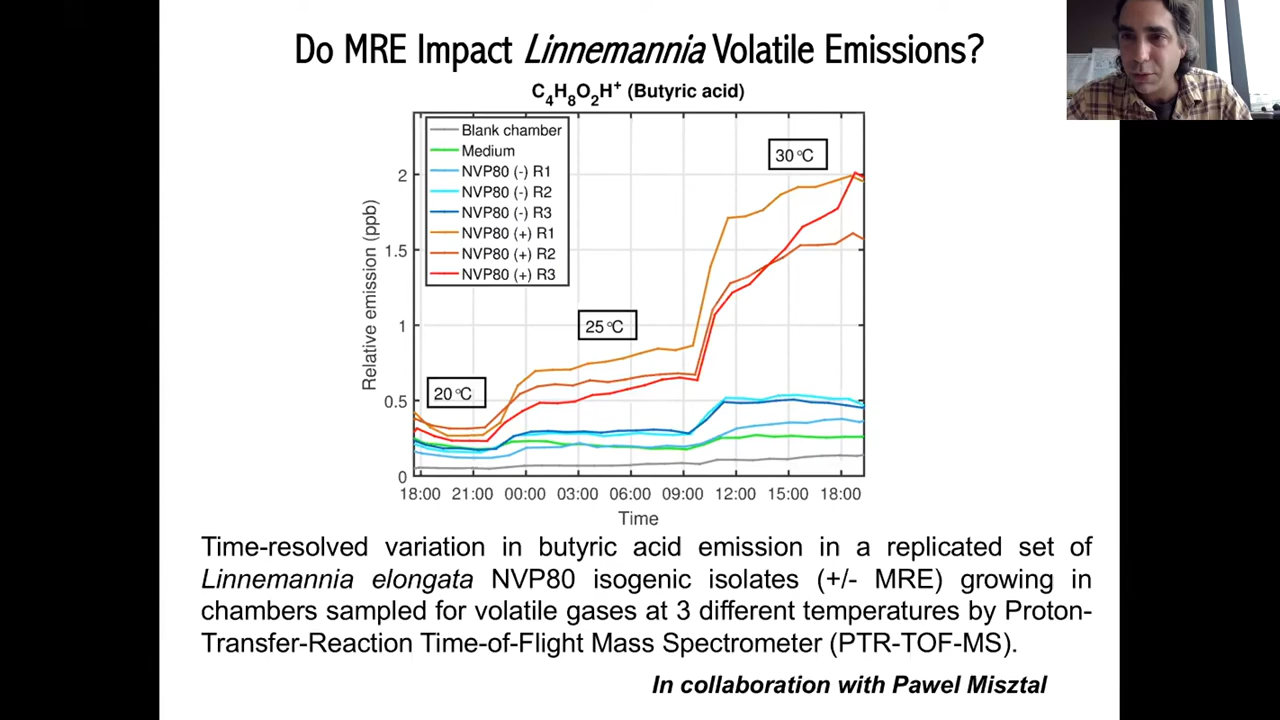 Do MRE Impact Linnemannia Volatile Emissions?
C4H8O2H+ (Butyric acid)
Blank chamber
Medium
NVP80 (-) R1
NVP80 (-) R2
NVP80 (-) R3
NVP80 (+) R1
NVP80 (+) R2
NVP80 (+) R3
30 °C
25 °C
20 °C
Relative emission (ppb)
2
1.5
1
0.5
0
18:00 21:00 00:00 03:00 06:00 09:00 12:00 15:00 18:00
Time
Time-resolved variation in butyric acid emission in a replicated set of
Linnemannia elongata NVP80 isogenic isolates (+/- MRE) growing in
chambers sampled for volatile gases at 3 different temperatures by Proton-
Transfer-Reaction Time-of-Flight Mass Spectrometer (PTR-TOF-MS).
In collaboration with Pawel Misztal